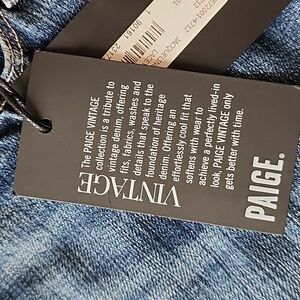 VINTAGE
The PAIGE VINTAGE
collection is a tribute to
vintage denim, offering
fits, fabrics, washes and
details that speak to the
foundation of heritage
denim. Offering an
effortlessly cool fit that
softens with wear to
achieve a perfectly lived-in
look, PAIGE VINTAGE only
gets better with time.
PAIGE.